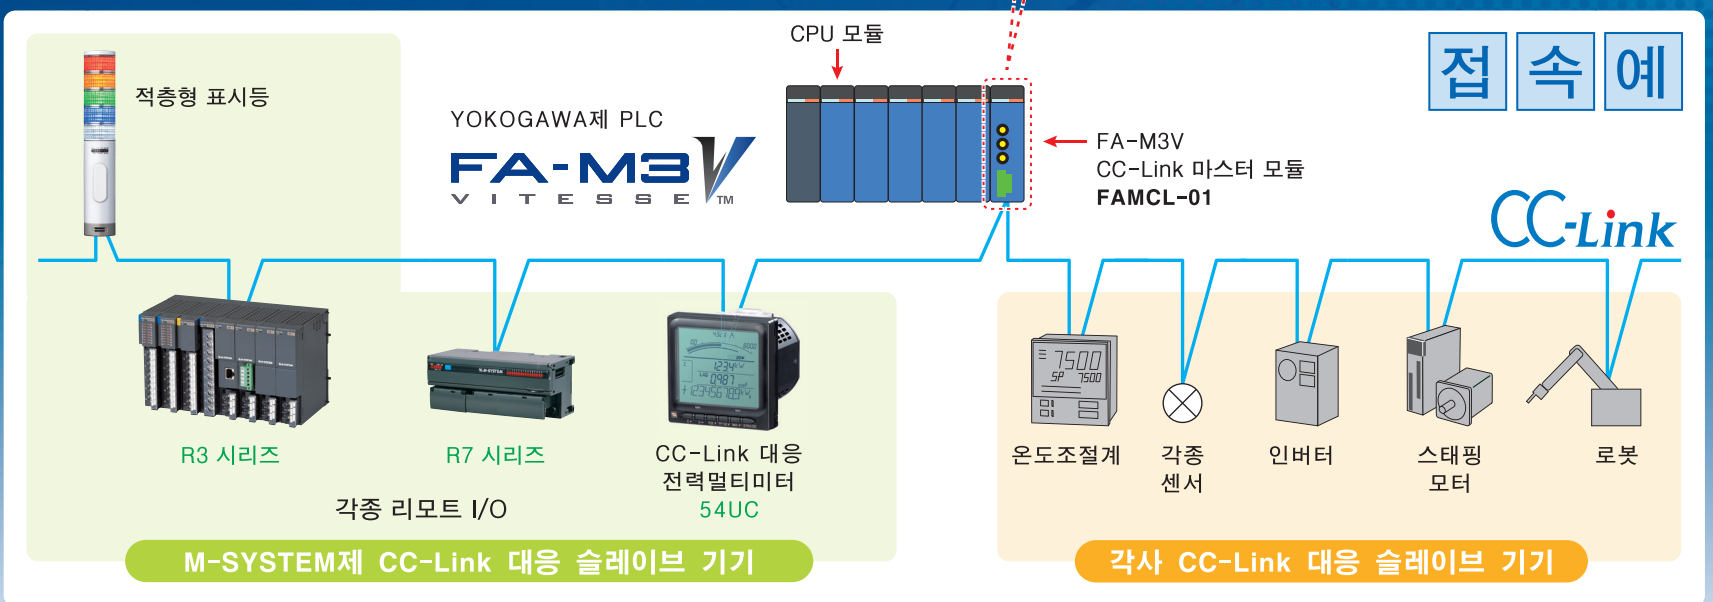 접속예
CPU 모듈
적층형 표시등
YOKOGAWA제 PLC
FA-M3V
VITESSE™
FA-M3V
CC-Link 마스터 모듈
FAMCL-01
CC-Link
7500
SP 7500
R3 시리즈
R7 시리즈
CC-Link 대응
전력멀티미터
54UC
각종 리모트 I/O
온도조절계
각종
센서
인버터
스태핑
모터
로봇
M-SYSTEM제 CC-Link 대응 슬레이브 기기
각사 CC-Link 대응 슬레이브 기기